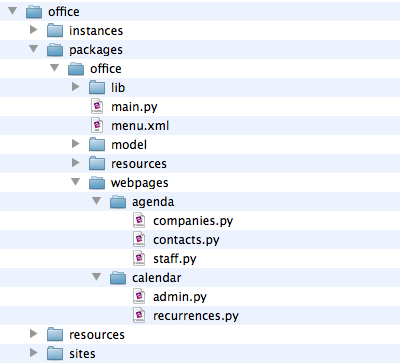 office
instances
packages
office
lib
main.py
menu.xml
model
resources
webpages
agenda
companies.py
contacts.py
staff.py
calendar
admin.py
recurrences.py
resources
sites